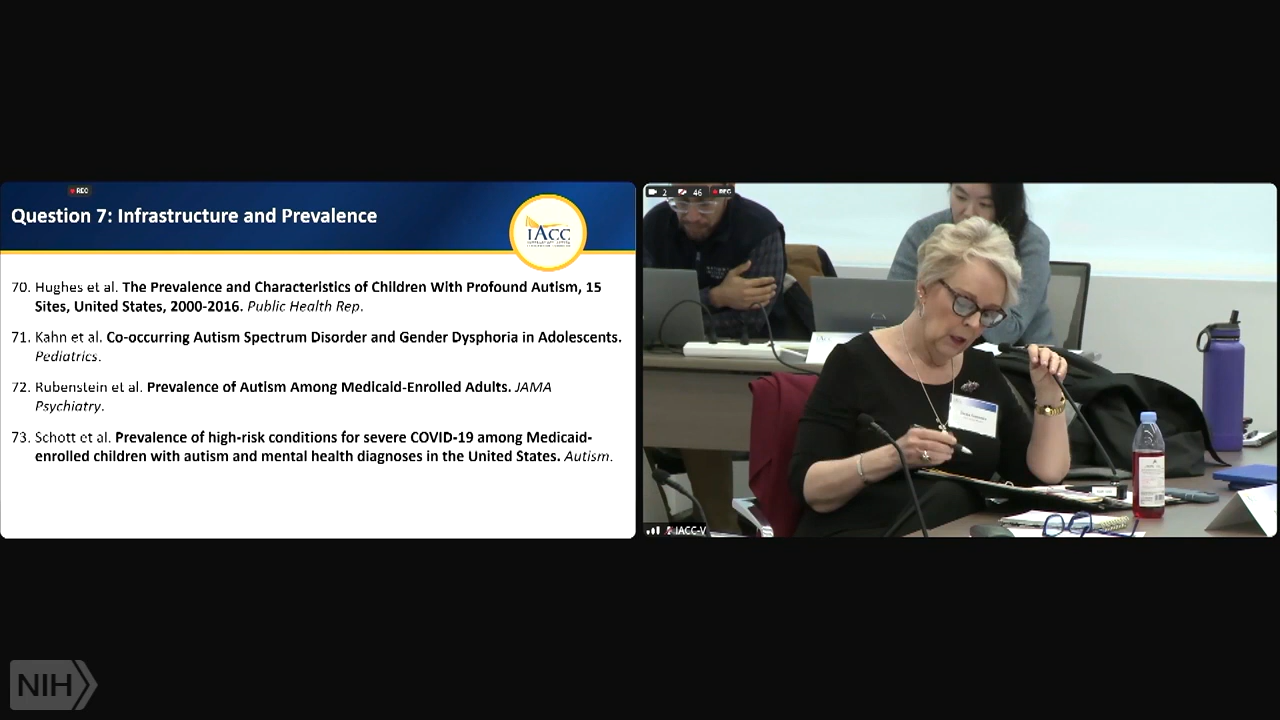 REC
Question 7: Infrastructure and Prevalence
IACC
70. Hughes et al. The Prevalence and Characteristics of Children With Profound Autism, 15
Sites, United States, 2000-2016. Public Health Rep.
71. Kahn et al. Co-occurring Autism Spectrum Disorder and Gender Dysphoria in Adolescents.
Pediatrics.
72. Rubenstein et al. Prevalence of Autism Among Medicaid-Enrolled Adults. JAMA
Psychiatry.
73. Schott et al. Prevalence of high-risk conditions for severe COVID-19 among Medicaid-
enrolled children with autism and mental health diagnoses in the United States. Autism.
2 46 REC
IACC-V
NIH